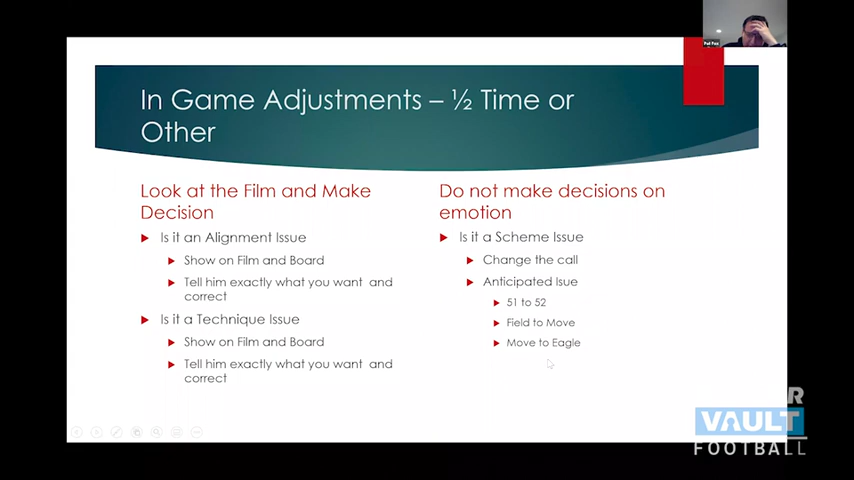 Pat Fox
In Game Adjustments – ½ Time or
Other
Look at the Film and Make
Decision
Is it an Alignment Issue
Show on Film and Board
Tell him exactly what you want and
correct
Is it a Technique Issue
Show on Film and Board
Tell him exactly what you want and
correct
Do not make decisions on
emotion
Is it a Scheme Issue
Change the call
Anticipated Isue
51 to 52
Field to Move
Move to Eagle
VAULT
FOOTBALL